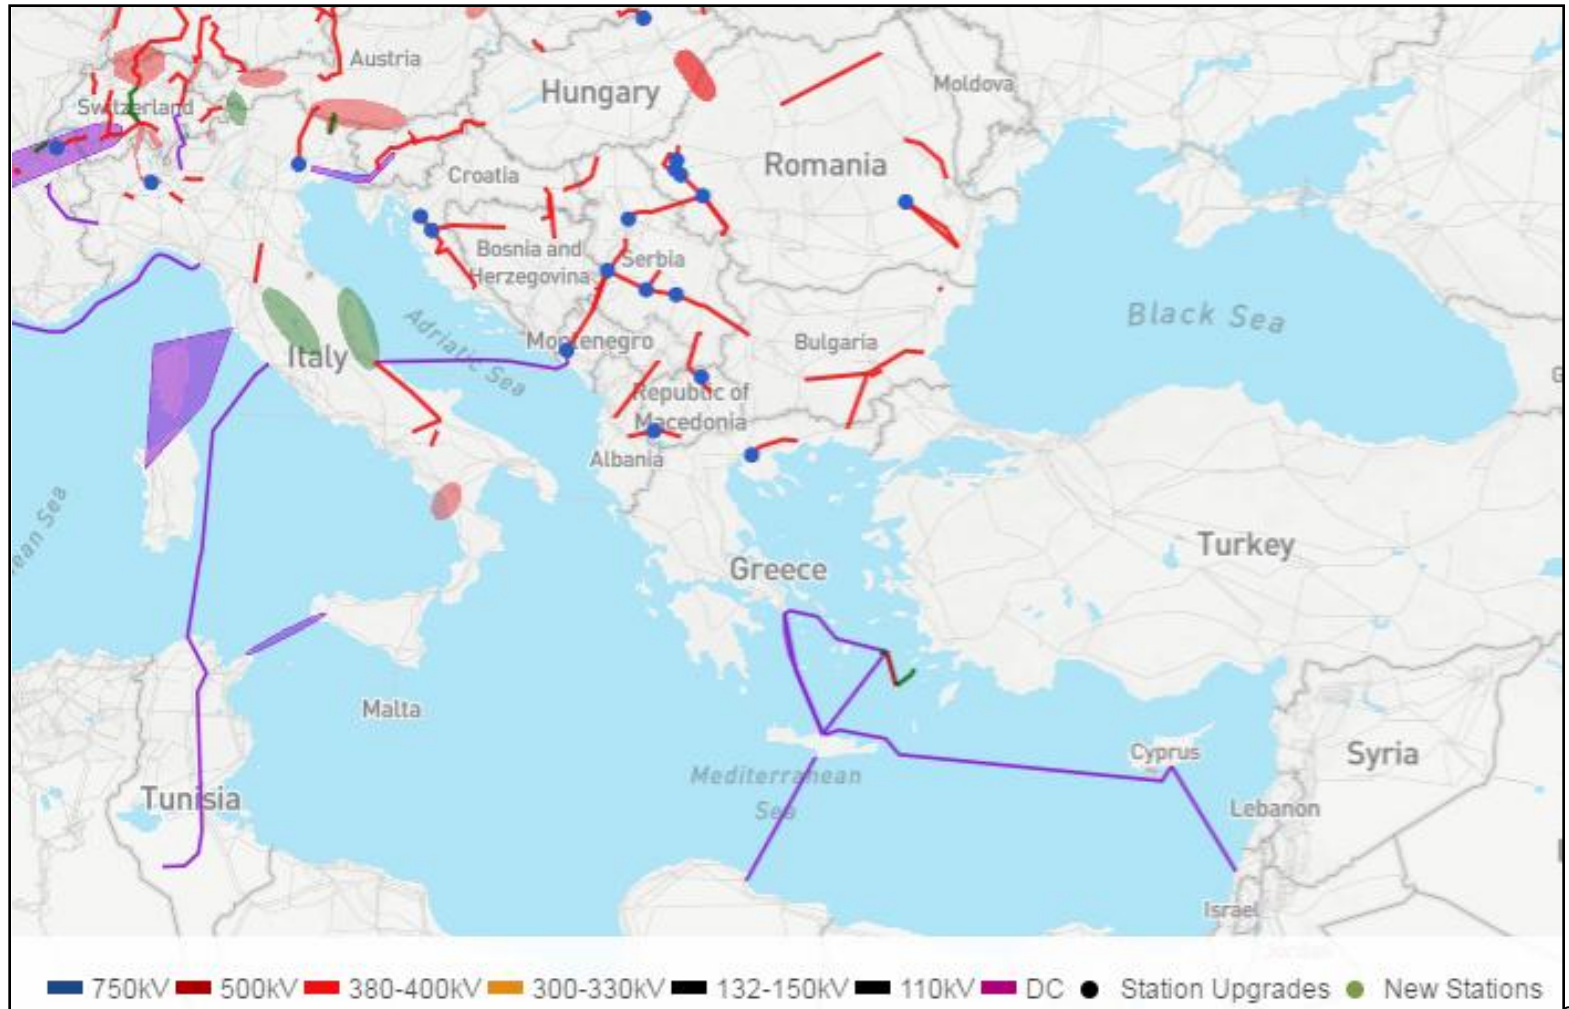 Austria
Hungary
Moldova
Switzerland
Romania
Croatia
Bosnia and
Herzegovina
Serbia
Adriatic Sea
Black Sea
Montenegro
Bulgaria
Italy
Republic of
Macedonia
Albania
ean Sea
Greece
Turkey
Malta
Cyprus
Syria
Mediterranean
Sea
Tunisia
Lebanon
Israel
750kV 500kV 380-400kV 300-330kV 132-150kV 110kV DC Station Upgrades New Stations